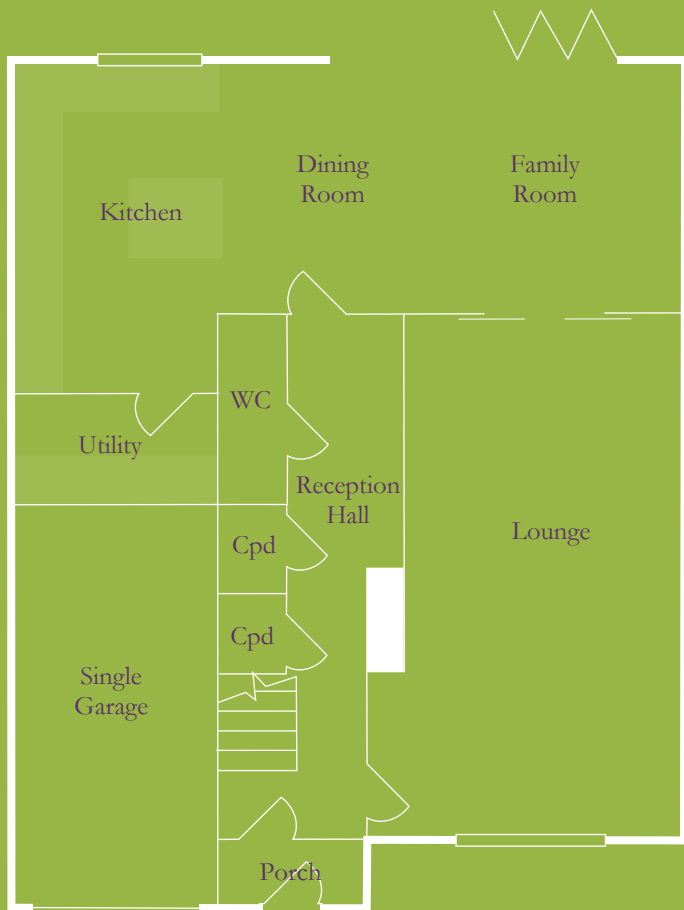 Dining
Room
Family
Room
Kitchen
WC
Utility
Reception
Hall
Cpd
Lounge
Cpd
Single
Garage
Porch